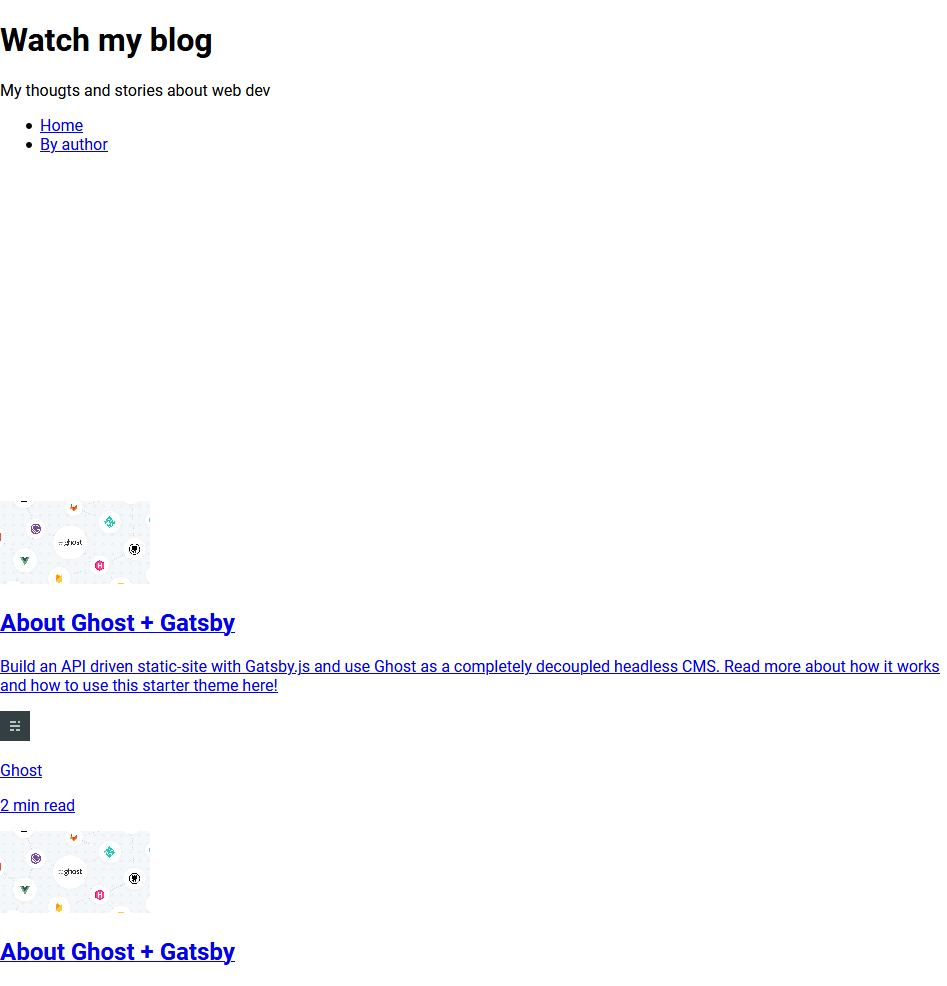 Watch my blog
My thougts and stories about web dev
Home
By author
ghost
About Ghost + Gatsby
Build an API driven static-site with Gatsby.js and use Ghost as a completely decoupled headless CMS. Read more about how it works
and how to use this starter theme here!
Ghost
2 min read
ghost
About Ghost + Gatsby